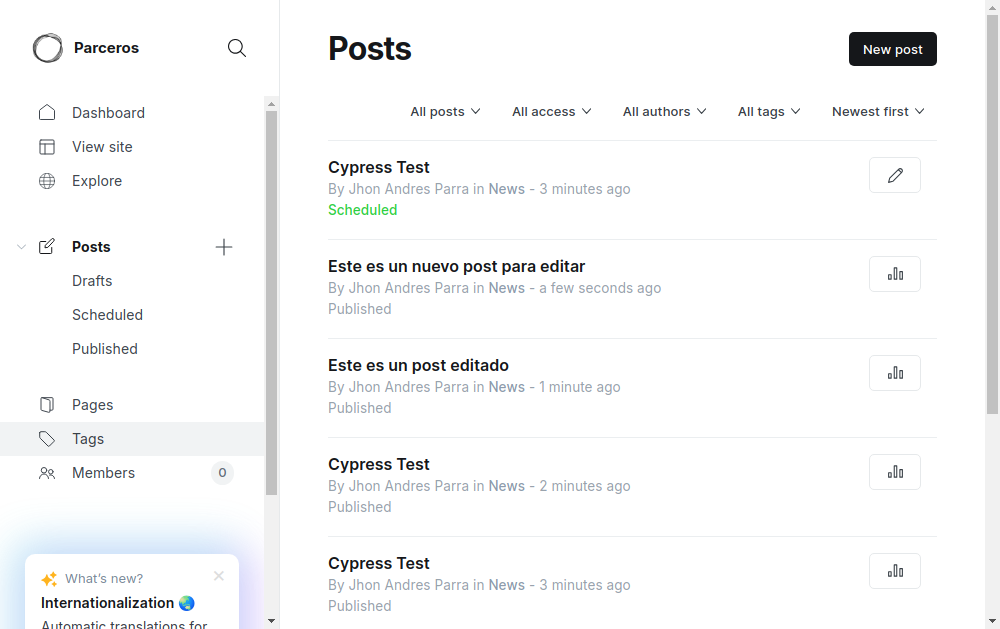 Parceros
Dashboard
View site
Explore
Posts
Drafts
Scheduled
Published
Pages
Tags
Members 0
What's new?
Internationalization 🌏
Automatic translations for
Posts
New post
All posts All access All authors All tags Newest first
Cypress Test
By Jhon Andres Parra in News - 3 minutes ago
Scheduled
Este es un nuevo post para editar
By Jhon Andres Parra in News - a few seconds ago
Published
Este es un post editado
By Jhon Andres Parra in News - 1 minute ago
Published
Cypress Test
By Jhon Andres Parra in News - 2 minutes ago
Published
Cypress Test
By Jhon Andres Parra in News - 3 minutes ago
Published